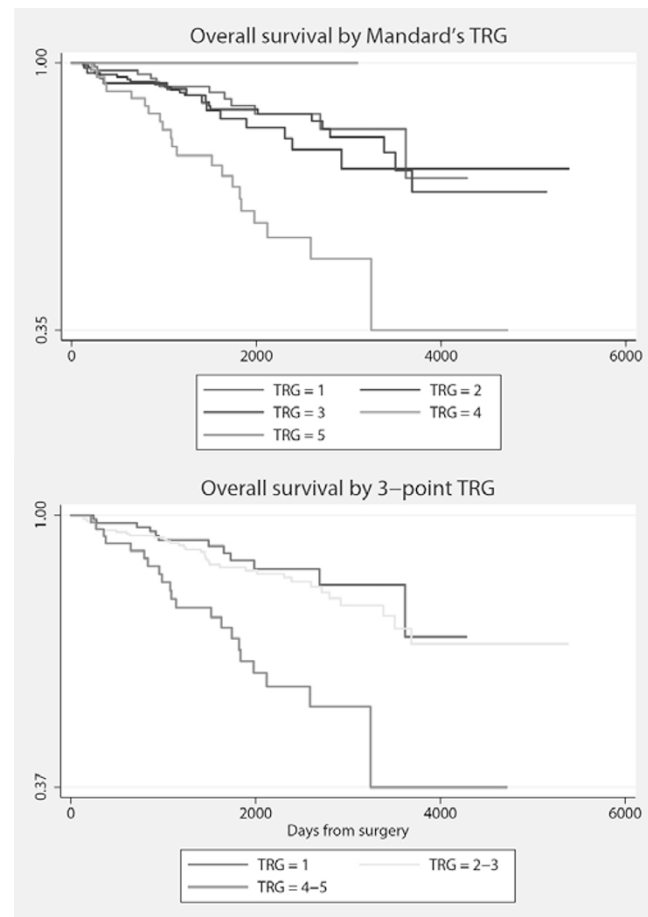 Overall survival by Mandard's TRG
1.00
0.35
0 2000 4000 6000
TRG = 1 TRG = 2
TRG = 3 TRG = 4
TRG = 5
Overall survival by 3–point TRG
1.00
0.37
0 2000 4000 6000
Days from surgery
TRG = 1 TRG = 2–3
TRG = 4–5